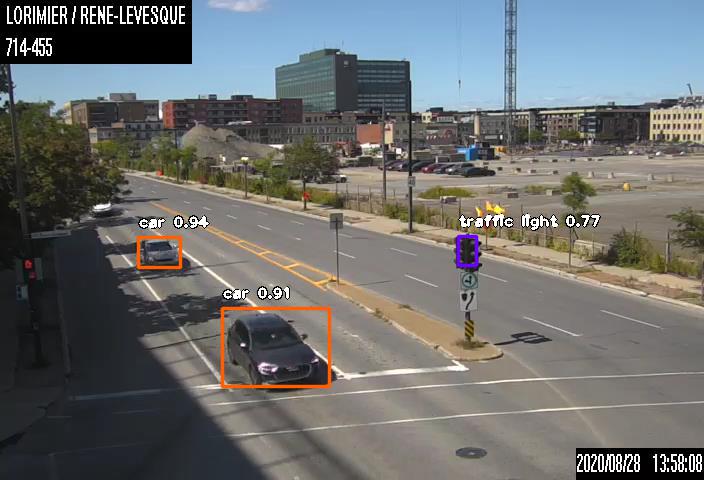 LORIMIER / RENE-LEVESQUE
714-455
car 0.94
traffic light 0.77
car 0.91
2020/08/28 13:58:08